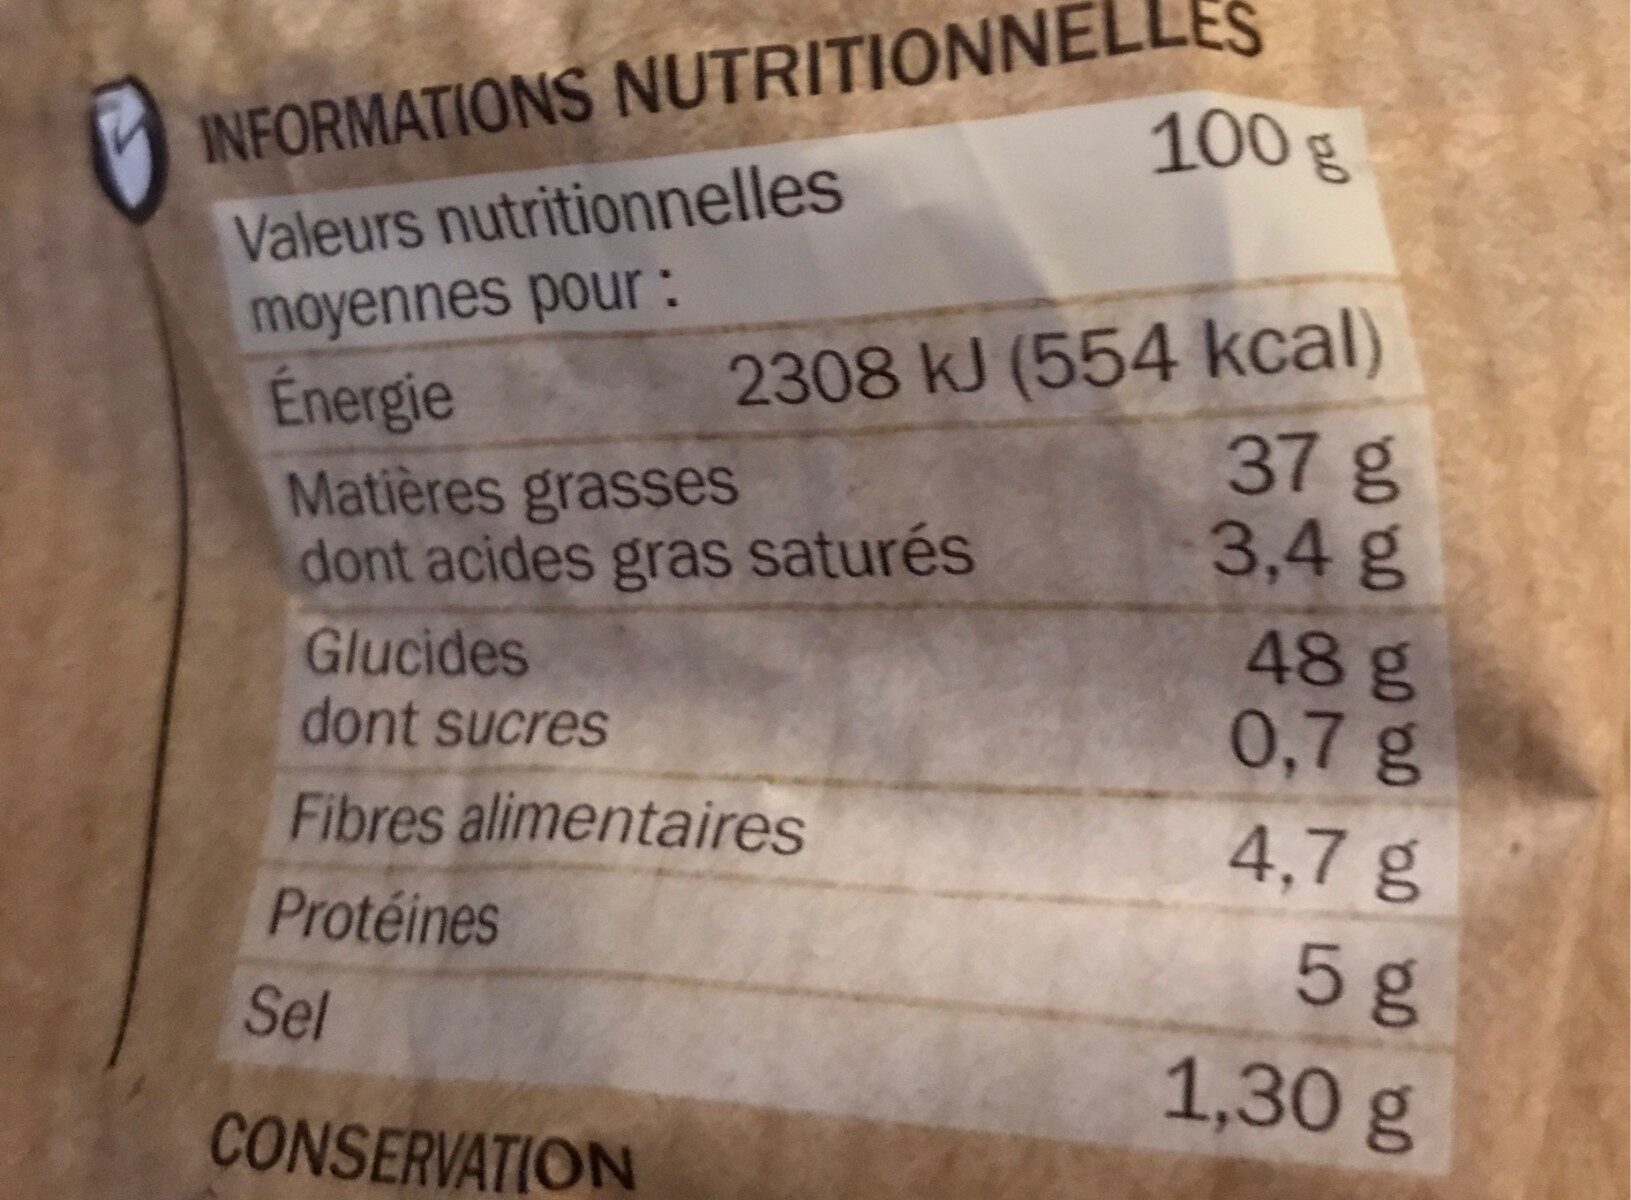 INFORMATIONS NUTRITIONNELLES
Valeurs nutritionnelles 100 g
moyennes pour :
Énergie 2308 kJ (554 kcal)
Matières grasses 37 g
dont acides gras saturés 3,4 g
Glucides 48 g
dont sucres 0,7 g
Fibres alimentaires 4,7 g
Protéines 5 g
Sel 1,30 g
CONSERVATION